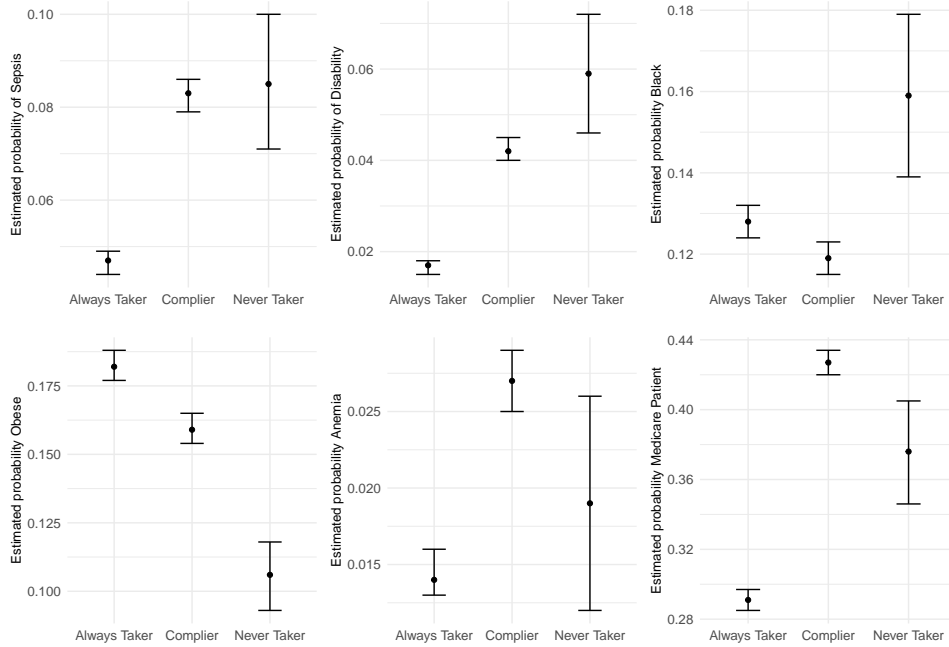 Estimated probability of Sepsis
0.10
0.08
0.06
Always Taker Complier Never Taker
Estimated probability of Disability
0.06
0.04
0.02
Always Taker Complier Never Taker
Estimated probability Black
0.18
0.16
0.14
0.12
Always Taker Complier Never Taker
Estimated probability Obese
0.175
0.150
0.125
0.100
Always Taker Complier Never Taker
Estimated probability Anemia
0.025
0.020
0.015
Always Taker Complier Never Taker
Estimated probability Medicare Patient
0.44
0.40
0.36
0.32
0.28
Always Taker Complier Never Taker